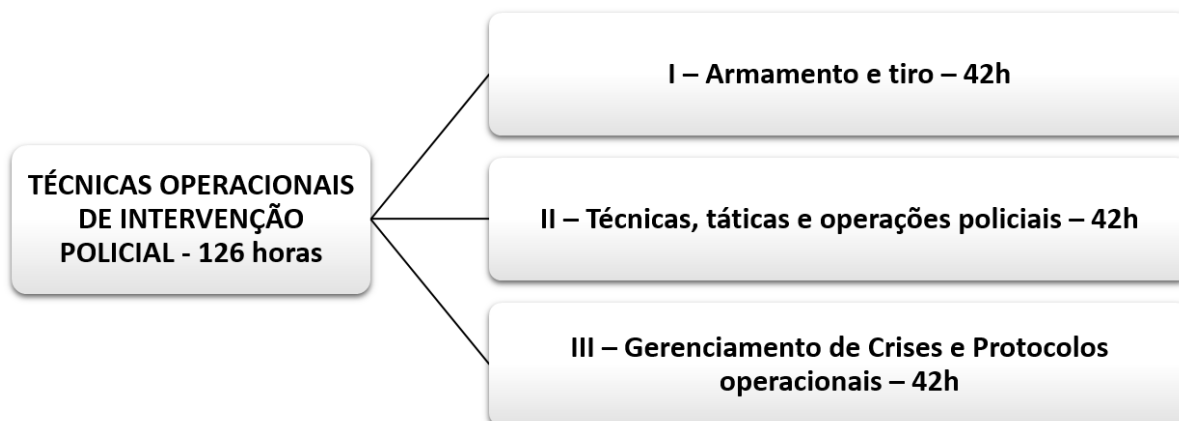 TÉCNICAS OPERACIONAIS
DE INTERVENÇÃO
POLICIAL - 126 horas
I – Armamento e tiro – 42h
II – Técnicas, táticas e operações policiais – 42h
III – Gerenciamento de Crises e Protocolos
operacionais – 42h